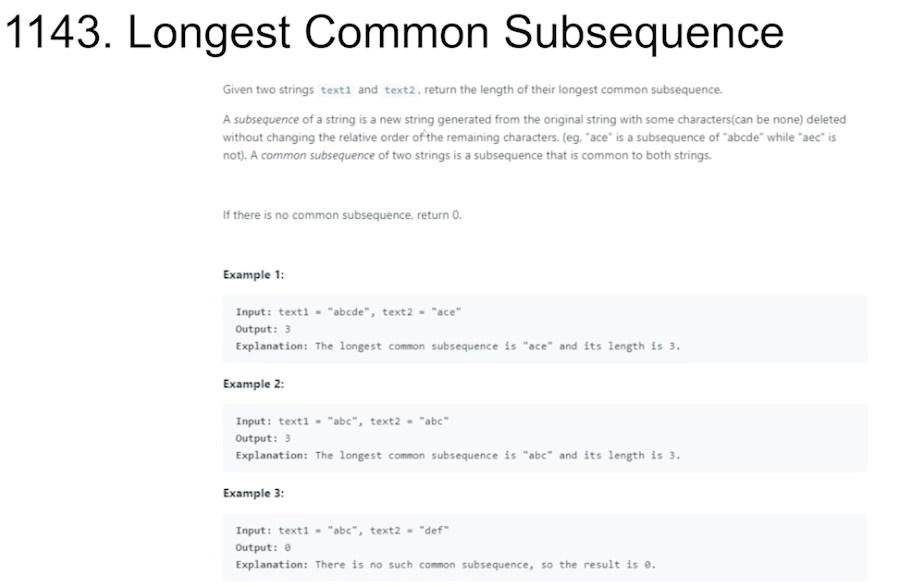 1143. Longest Common Subsequence
Given two strings text1 and text2, return the length of their longest common subsequence.
A subsequence of a string is a new string generated from the original string with some characters(can be none) deleted
without changing the relative order of the remaining characters. (eg, "ace" is a subsequence of "abcde" while "aec" is
not). A common subsequence of two strings is a subsequence that is common to both strings.
If there is no common subsequence, return 0.
Example 1:
Input: text1 = "abcde", text2 = "ace"
Output: 3
Explanation: The longest common subsequence is "ace" and its length is 3.
Example 2:
Input: text1 = "abc", text2 = "abc"
Output: 3
Explanation: The longest common subsequence is "abc" and its length is 3.
Example 3:
Input: text1 = "abc", text2 = "def"
Output: 0
Explanation: There is no such common subsequence, so the result is 0.